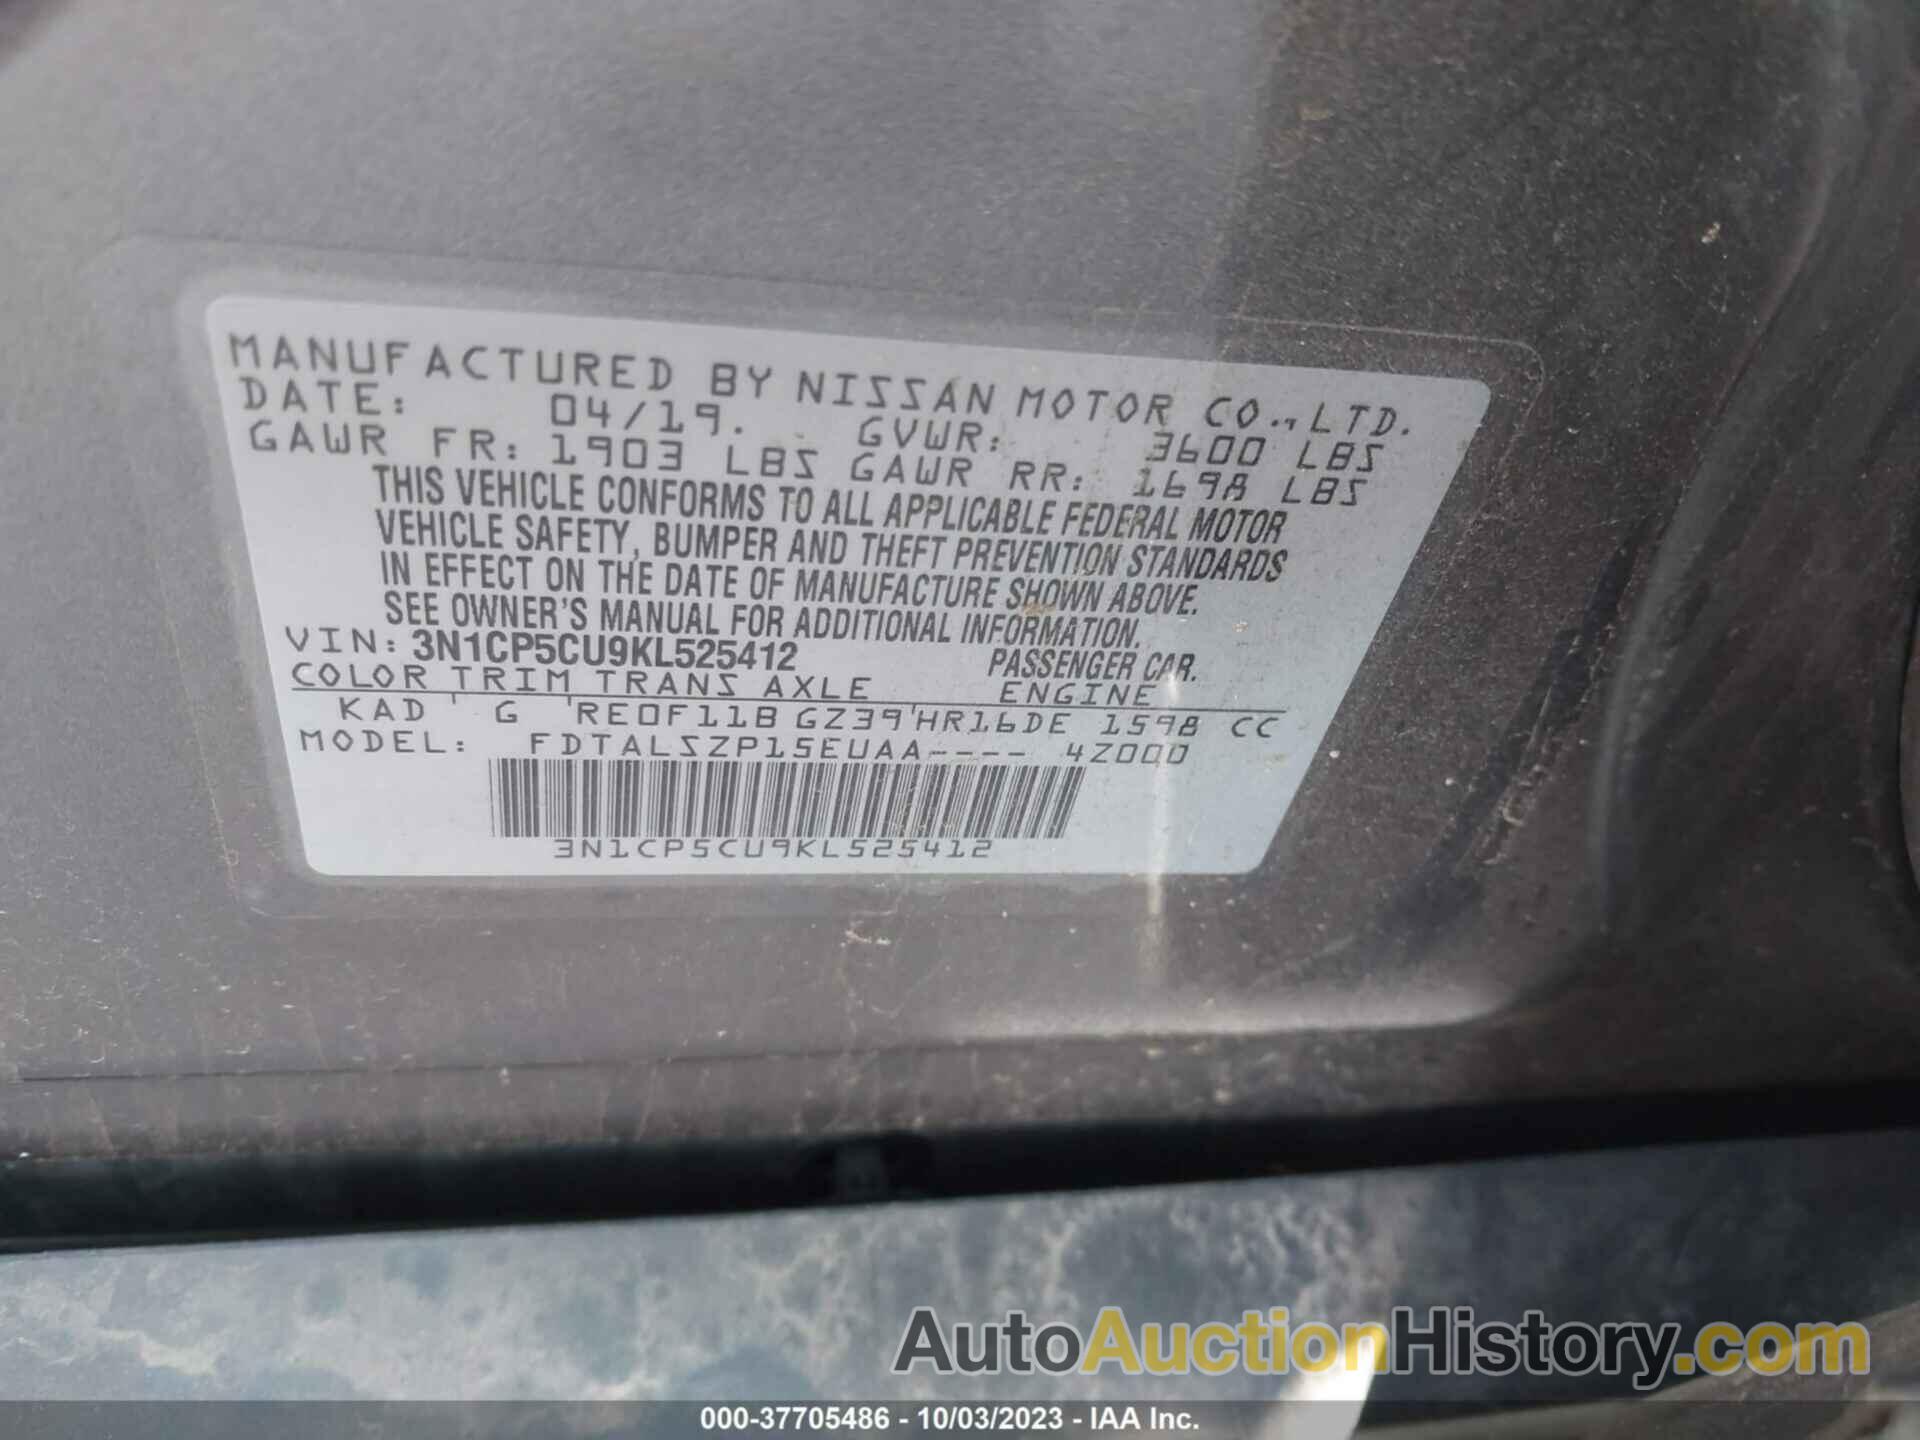 MANUFACTURED BY NISSAN MOTOR CO.,LTD.
DATE: 04/19. GVWR: 3600 LBS
GAWR FR: 1903 LBS GAWR RR: 1698 LBS
THIS VEHICLE CONFORMS TO ALL APPLICABLE FEDERAL MOTOR
VEHICLE SAFETY, BUMPER AND THEFT PREVENTION STANDARDS
IN EFFECT ON THE DATE OF MANUFACTURE SHOWN ABOVE.
SEE OWNER'S MANUAL FOR ADDITIONAL INFORMATION.
VIN: 3N1CP5CU9KL525412 PASSENGER CAR.
COLOR TRIM TRANS AXLE ENGINE
KAD ' G 'RE0F11B GZ39'HR16DE 1598 CC
MODEL: FDTALSZP15EUAA---- 4Z000
3N1CP5CU9KL525412
AutoAuctionHistory.com
000-37705486 - 10/03/2023 - IAA Inc.